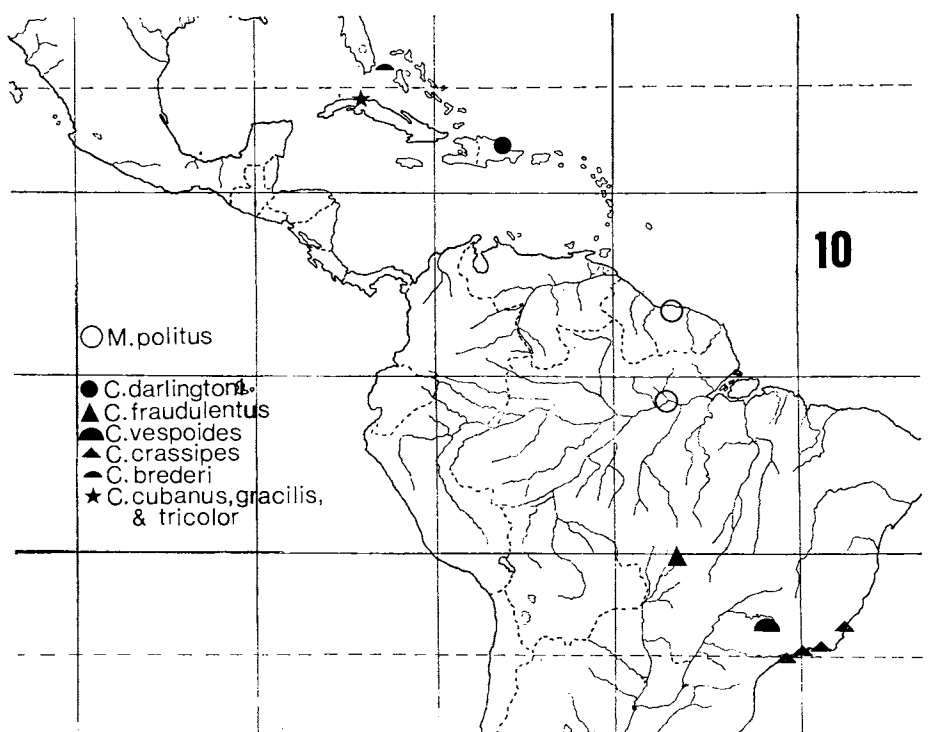 10
M.politus
C.darlingtoni.
C.fraudulentus
C.vespoides
C.crassipes
C.brederi
C.cubanus,gracilis,
& tricolor